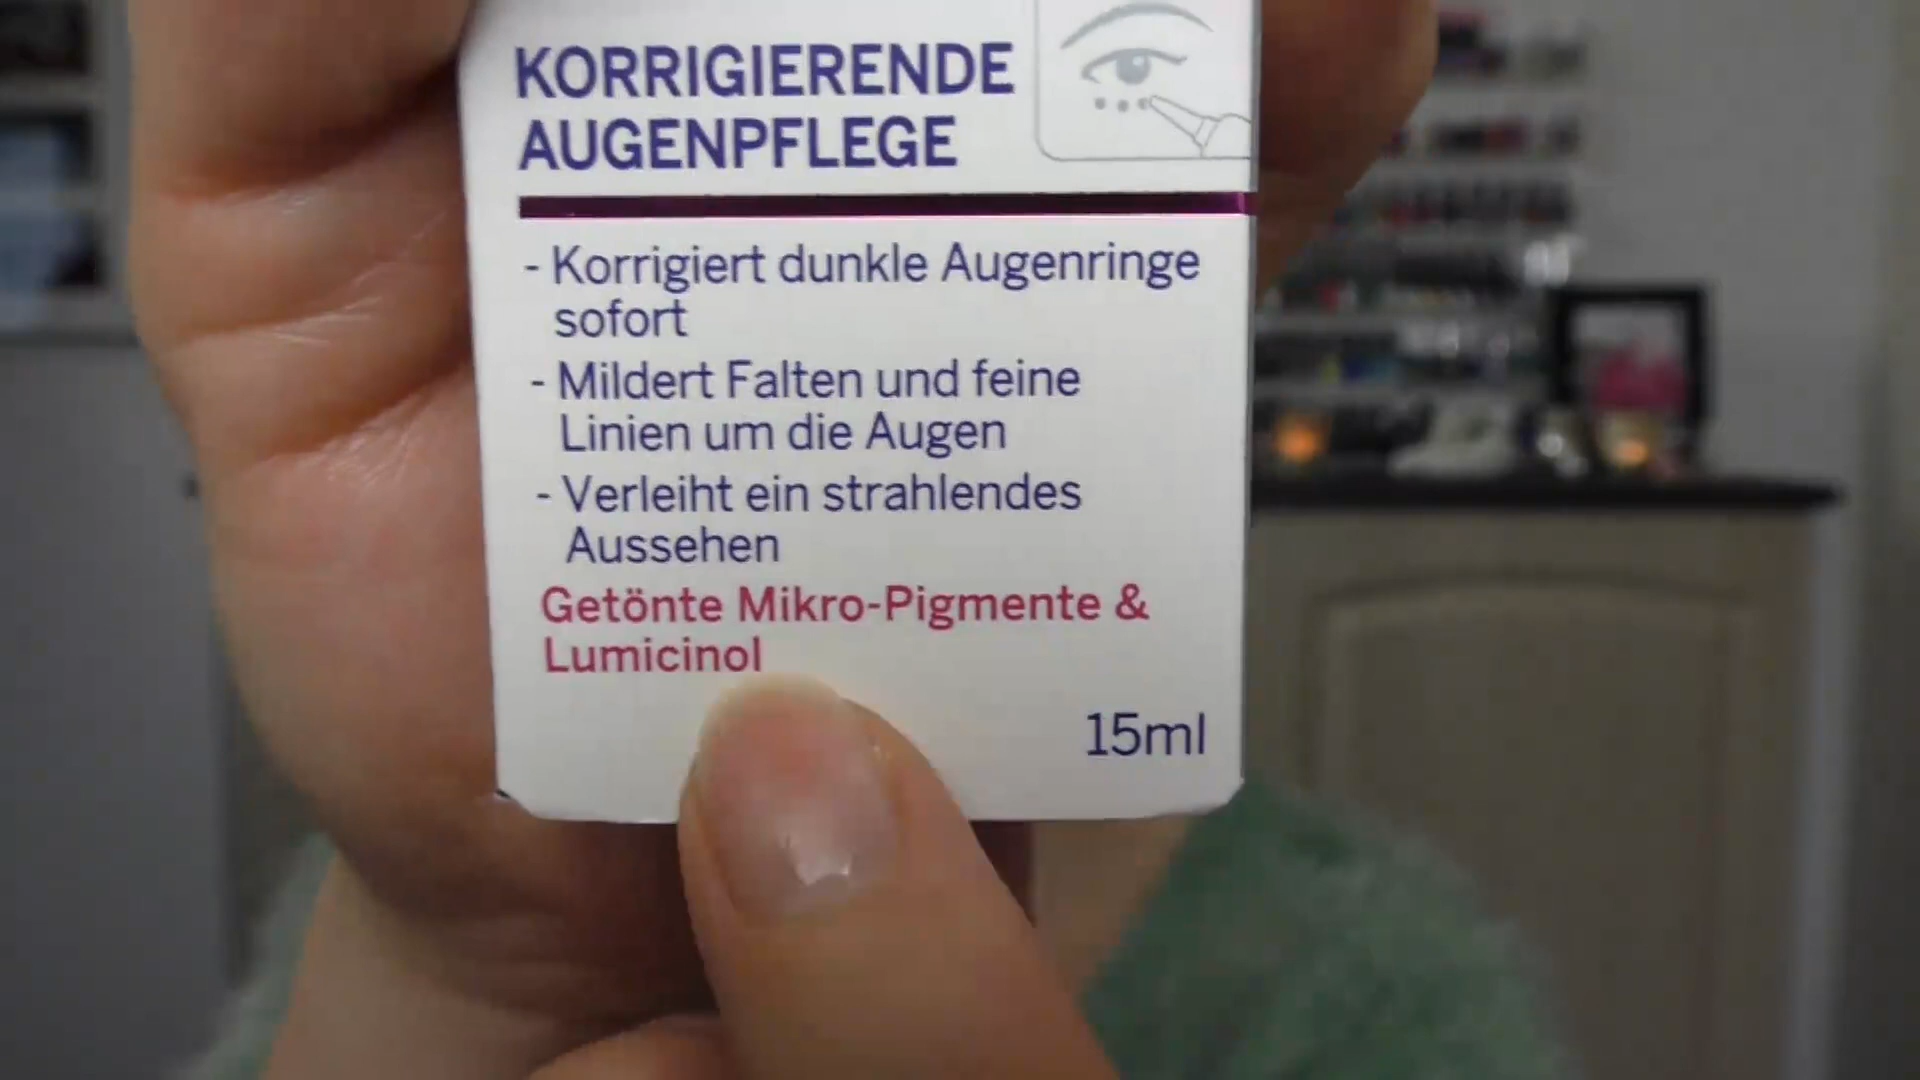 KORRIGIERENDE
AUGENPFLEGE
- Korrigiert dunkle Augenringe
sofort
- Mildert Falten und feine
Linien um die Augen
- Verleiht ein strahlendes
Aussehen
Getönte Mikro-Pigmente &
Lumicinol
15ml